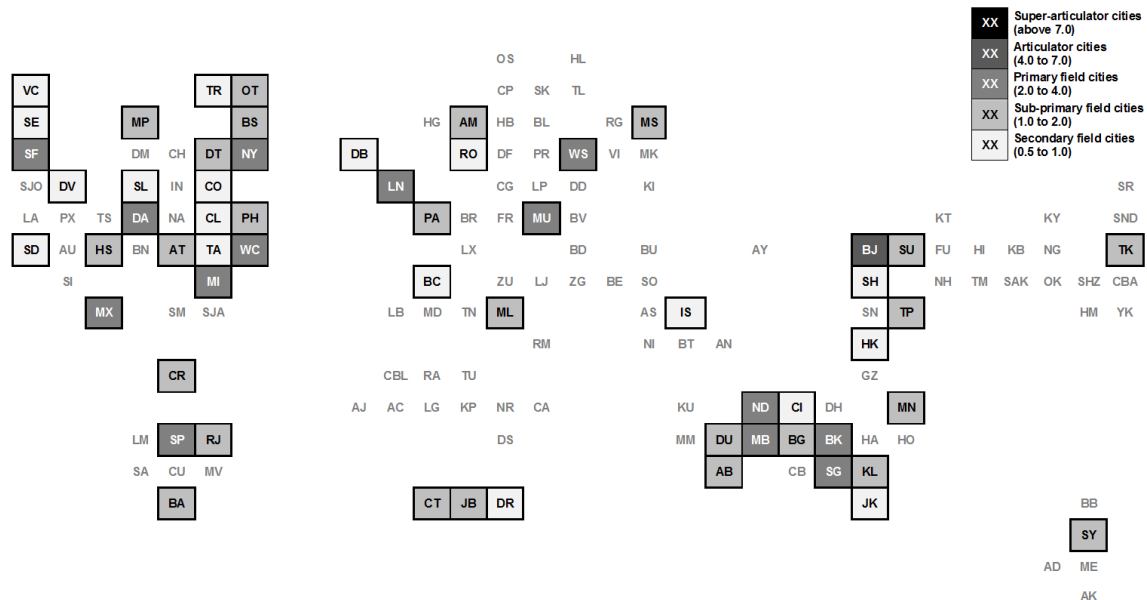 XX Super-articulator cities
(above 7.0)
XX Articulator cities
(4.0 to 7.0)
XX Primary field cities
(2.0 to 4.0)
XX Sub-primary field cities
(1.0 to 2.0)
XX Secondary field cities
(0.5 to 1.0)
OS HL
VC TR OT CP SK TL
SE MP BS HG AM HB BL RG MS
SF DM CH DT NY DB RO DF PR WS VI MK
SJO DV SL IN CO LN CG LP DD KI SR
LA PX TS DA NA CL PH PA BR FR MU BV KT KY SND
SD AU HS BN AT TA WC LX BD BU AY BJ SU FU HI KB NG TK
SI MI BC ZU LJ ZG BE SO SH NH TM SAK OK SHZ CBA
MX SM SJA LB MD TN ML AS IS SN TP HM YK
RM NI BT AN HK
CR CBL RA TU GZ
AJ AC LG KP NR CA KU ND CI DH MN
LM SP RJ DS MM DU MB BG BK HA HO
SA CU MV AB CB SG KL
BA CT JB DR JK BB
SY
AD ME
AK